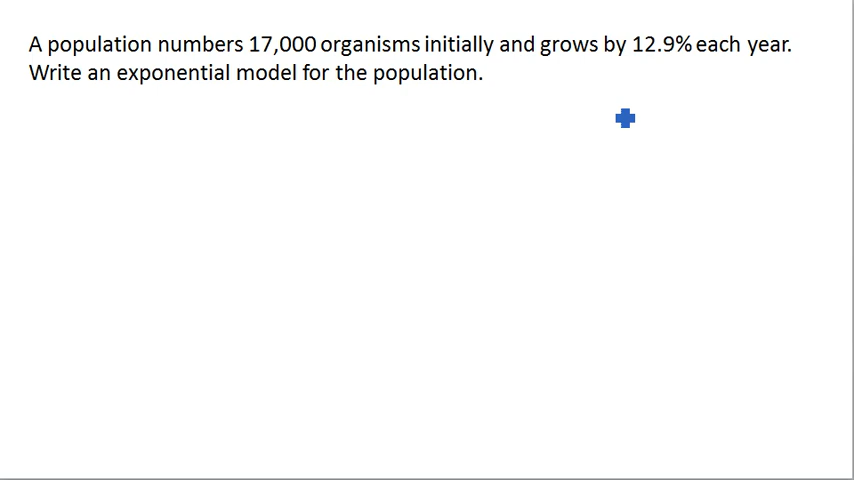 A population numbers 17,000 organisms initially and grows by 12.9% each year.
Write an exponential model for the population.